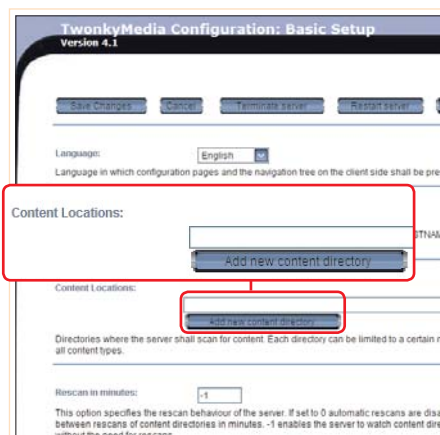 TwonkyMedia Configuration: Basic Setup
Version 4.1
Save Changes Cancel Terminate server Restart server
Language: English
Language in which configuration pages and the navigation tree on the client side shall be pre
Content Locations:
STNAM
Add new content directory
Content Locations:
Add new content directory
Directories where the server shall scan for content. Each directory can be limited to a certain
all content types.
Rescan in minutes: -1
This option specifies the rescan behaviour of the server. If set to 0 automatic rescans are disa
between rescans of content directories in minutes. -1 enables the server to watch content dire
without the need for rescans